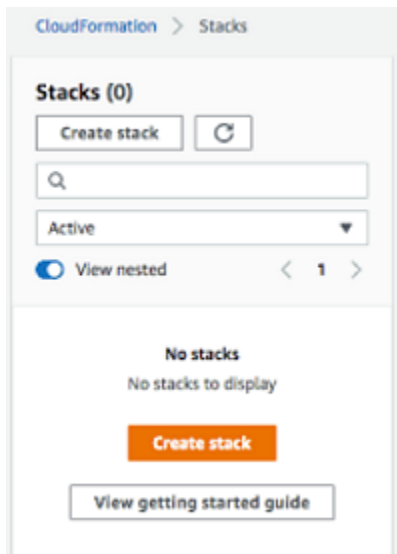 CloudFormation > Stacks
Stacks (0)
Create stack
Active
View nested
< 1 >
No stacks
No stacks to display
Create stack
View getting started guide